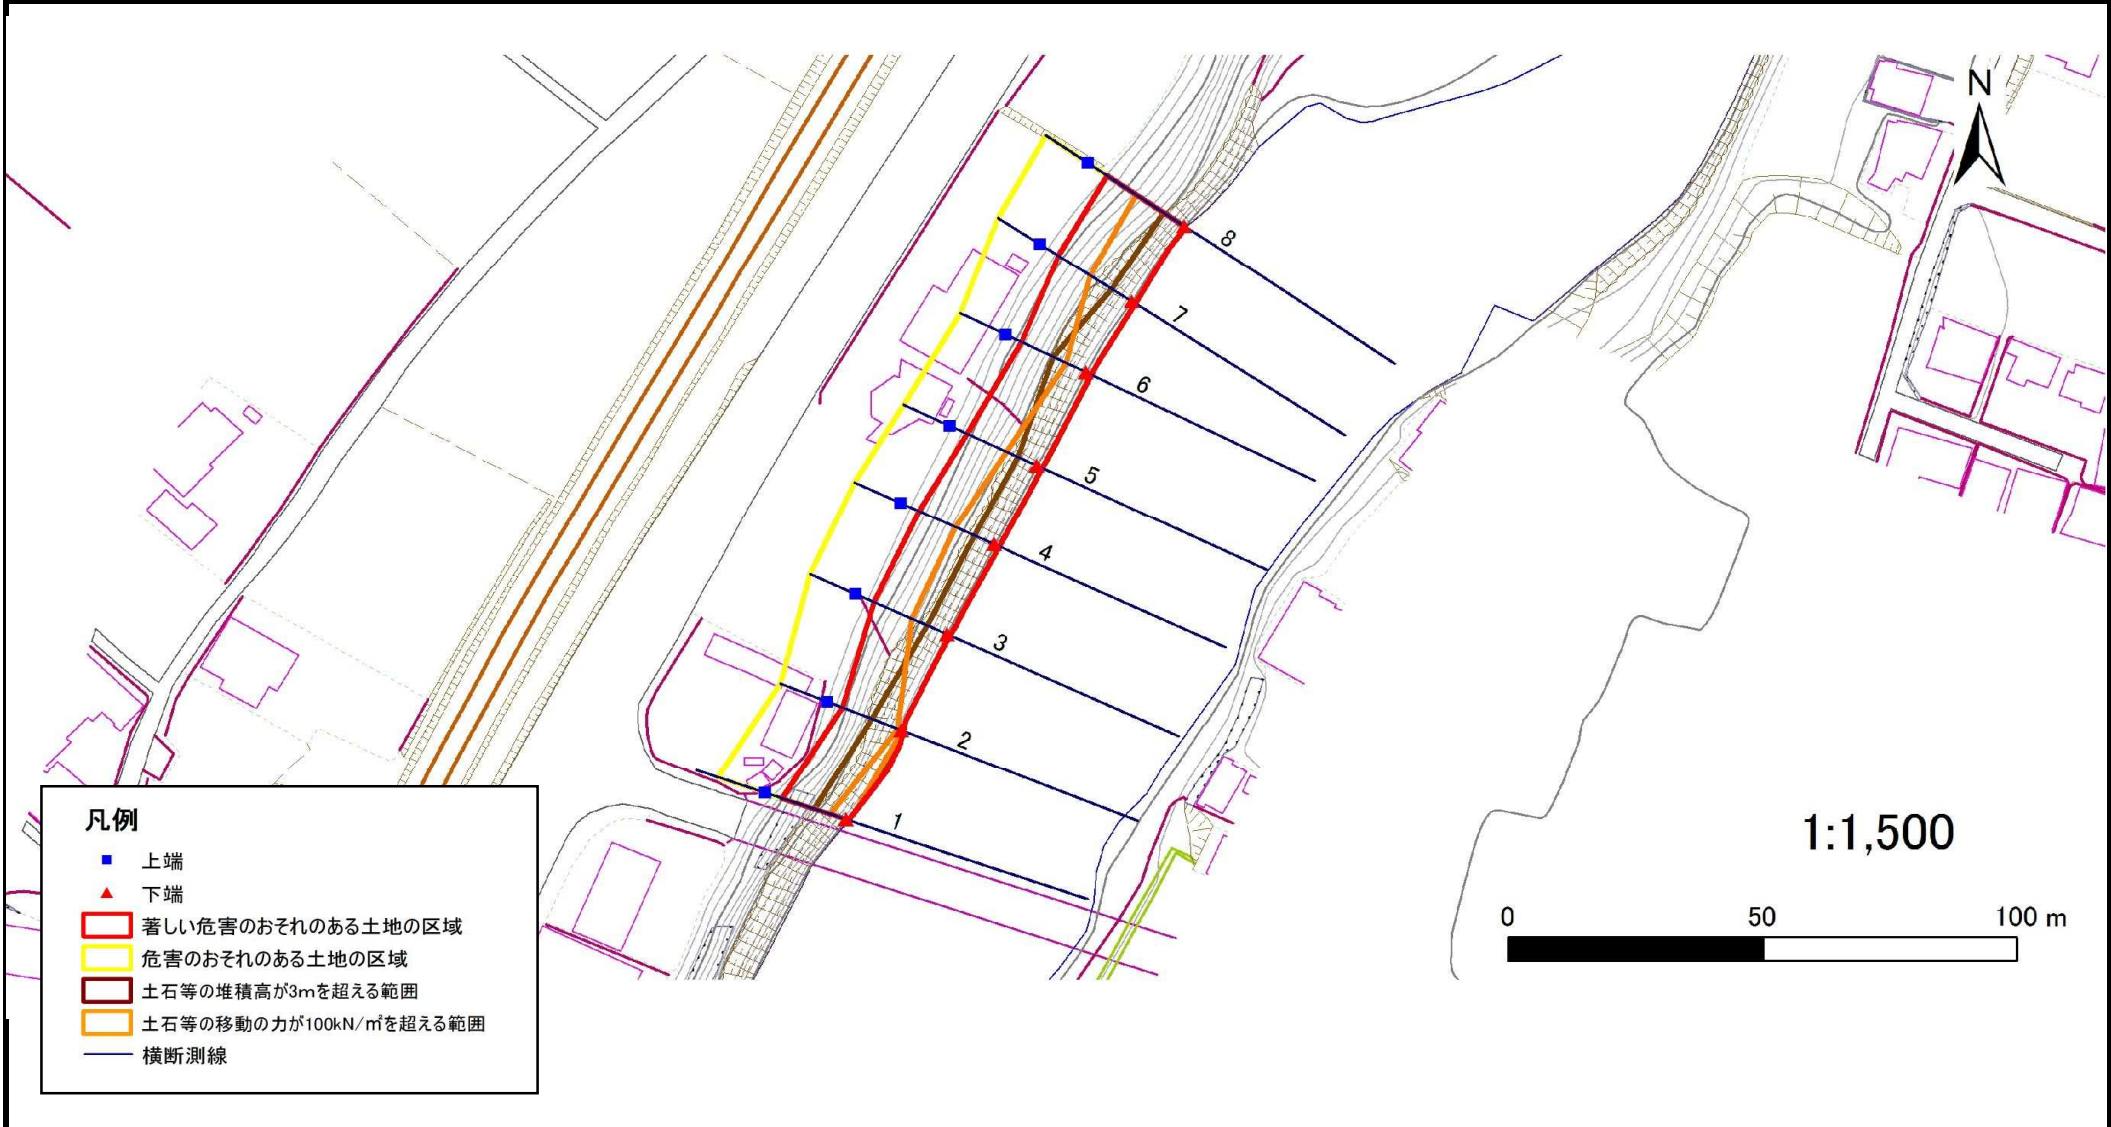 N
8
7
6
5
4
3
2
1
1:1,500
0 50 100 m
凡例
上端
下端
著しい危害のおそれのある土地の区域
危害のおそれのある土地の区域
土石等の堆積高が3mを超える範囲
土石等の移動の力が100kN/㎡を超える範囲
横断測線